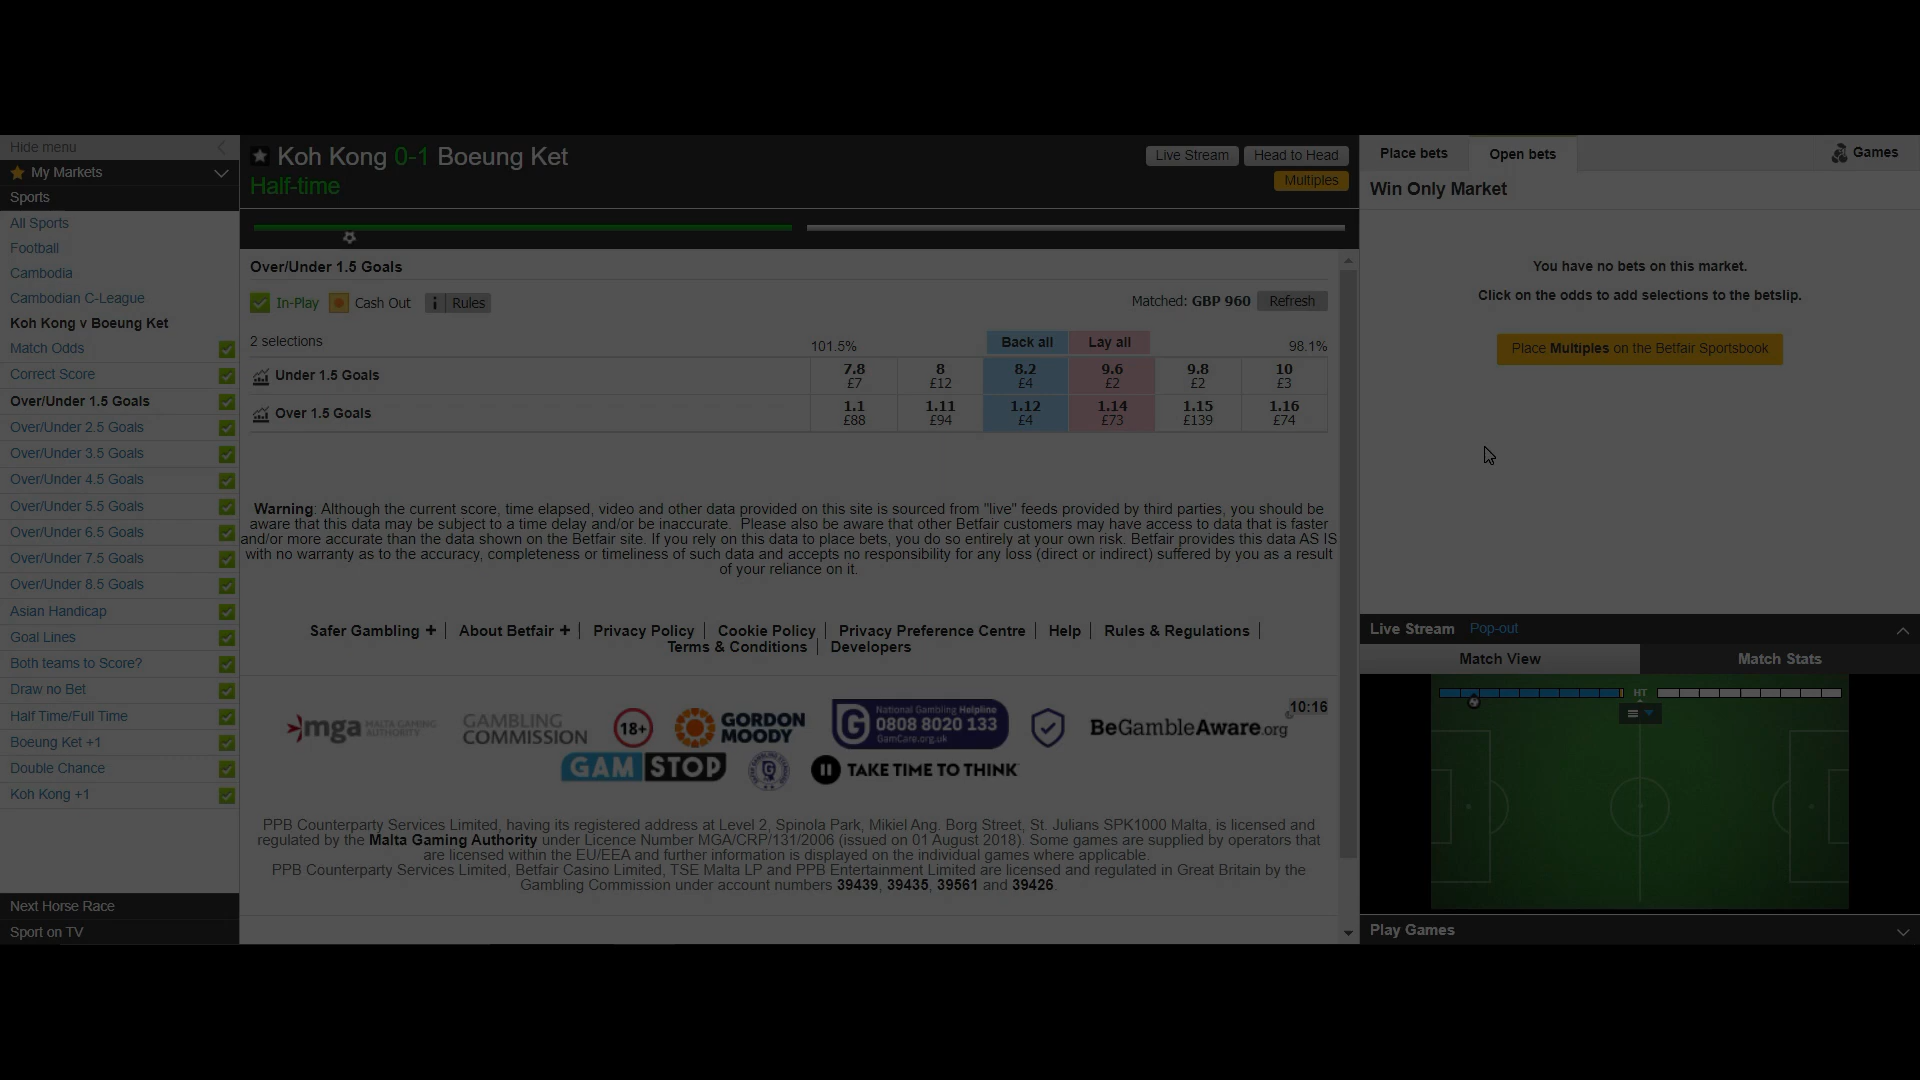 Hide menu
My Markets
Sports
All Sports
Football
Cambodia
Cambodian C-League
Koh Kong v Boeung Ket
Match Odds
Correct Score
Over/Under 1.5 Goals
Over/Under 2.5 Goals
Over/Under 3.5 Goals
Over/Under 4.5 Goals
Over/Under 5.5 Goals
Over/Under 6.5 Goals
Over/Under 7.5 Goals
Over/Under 8.5 Goals
Asian Handicap
Goal Lines
Both teams to Score?
Draw no Bet
Half Time/Full Time
Boeung Ket +1
Double Chance
Koh Kong +1
Next Horse Race
Sport on TV
Koh Kong 0-1 Boeung Ket
Half-time
Live Stream Head to Head
Multiples
Over/Under 1.5 Goals
In-Play Cash Out i Rules
Matched: GBP 960 Refresh
2 selections 101.5% Back all Lay all 98.1%
Under 1.5 Goals 7.8 8 8.2 9.6 9.8 10
£7 £12 £4 £2 £2 £3
Over 1.5 Goals 1.1 1.11 1.12 1.14 1.15 1.16
£88 £94 £4 £73 £139 £74
Warning: Although the current score, time elapsed, video and other data provided on this site is sourced from "live" feeds provided by third parties, you should be
aware that this data may be subject to a time delay and/or be inaccurate. Please also be aware that other Betfair customers may have access to data that is faster
and/or more accurate than the data shown on the Betfair site. If you rely on this data to place bets, you do so entirely at your own risk. Betfair provides this data AS IS
with no warranty as to the accuracy, completeness or timeliness of such data and accepts no responsibility for any loss (direct or indirect) suffered by you as a result
of your reliance on it.
Safer Gambling + About Betfair + Privacy Policy Cookie Policy Privacy Preference Centre Help Rules & Regulations
Terms & Conditions Developers
10:16
mga MALTA GAMING AUTHORITY
GAMBLING COMMISSION
18+
GORDON MOODY
National Gambling Helpline
0808 8020 133
GamCare.org.uk
BeGambleAware.org
GAMSTOP
TAKE TIME TO THINK
PPB Counterparty Services Limited, having its registered address at Level 2, Spinola Park, Mikiel Ang. Borg Street, St. Julians SPK1000 Malta, is licensed and
regulated by the Malta Gaming Authority under Licence Number MGA/CRP/131/2006 (issued on 01 August 2018). Some games are supplied by operators that
are licensed within the EU/EEA and further information is displayed on the individual games where applicable.
PPB Counterparty Services Limited, Betfair Casino Limited, TSE Malta LP and PPB Entertainment Limited are licensed and regulated in Great Britain by the
Gambling Commission under account numbers 39439, 39435, 39561 and 39426.
Place bets Open bets Games
Win Only Market
You have no bets on this market.
Click on the odds to add selections to the betslip.
Place Multiples on the Betfair Sportsbook
Live Stream Pop-out
Match View Match Stats
HT
Play Games